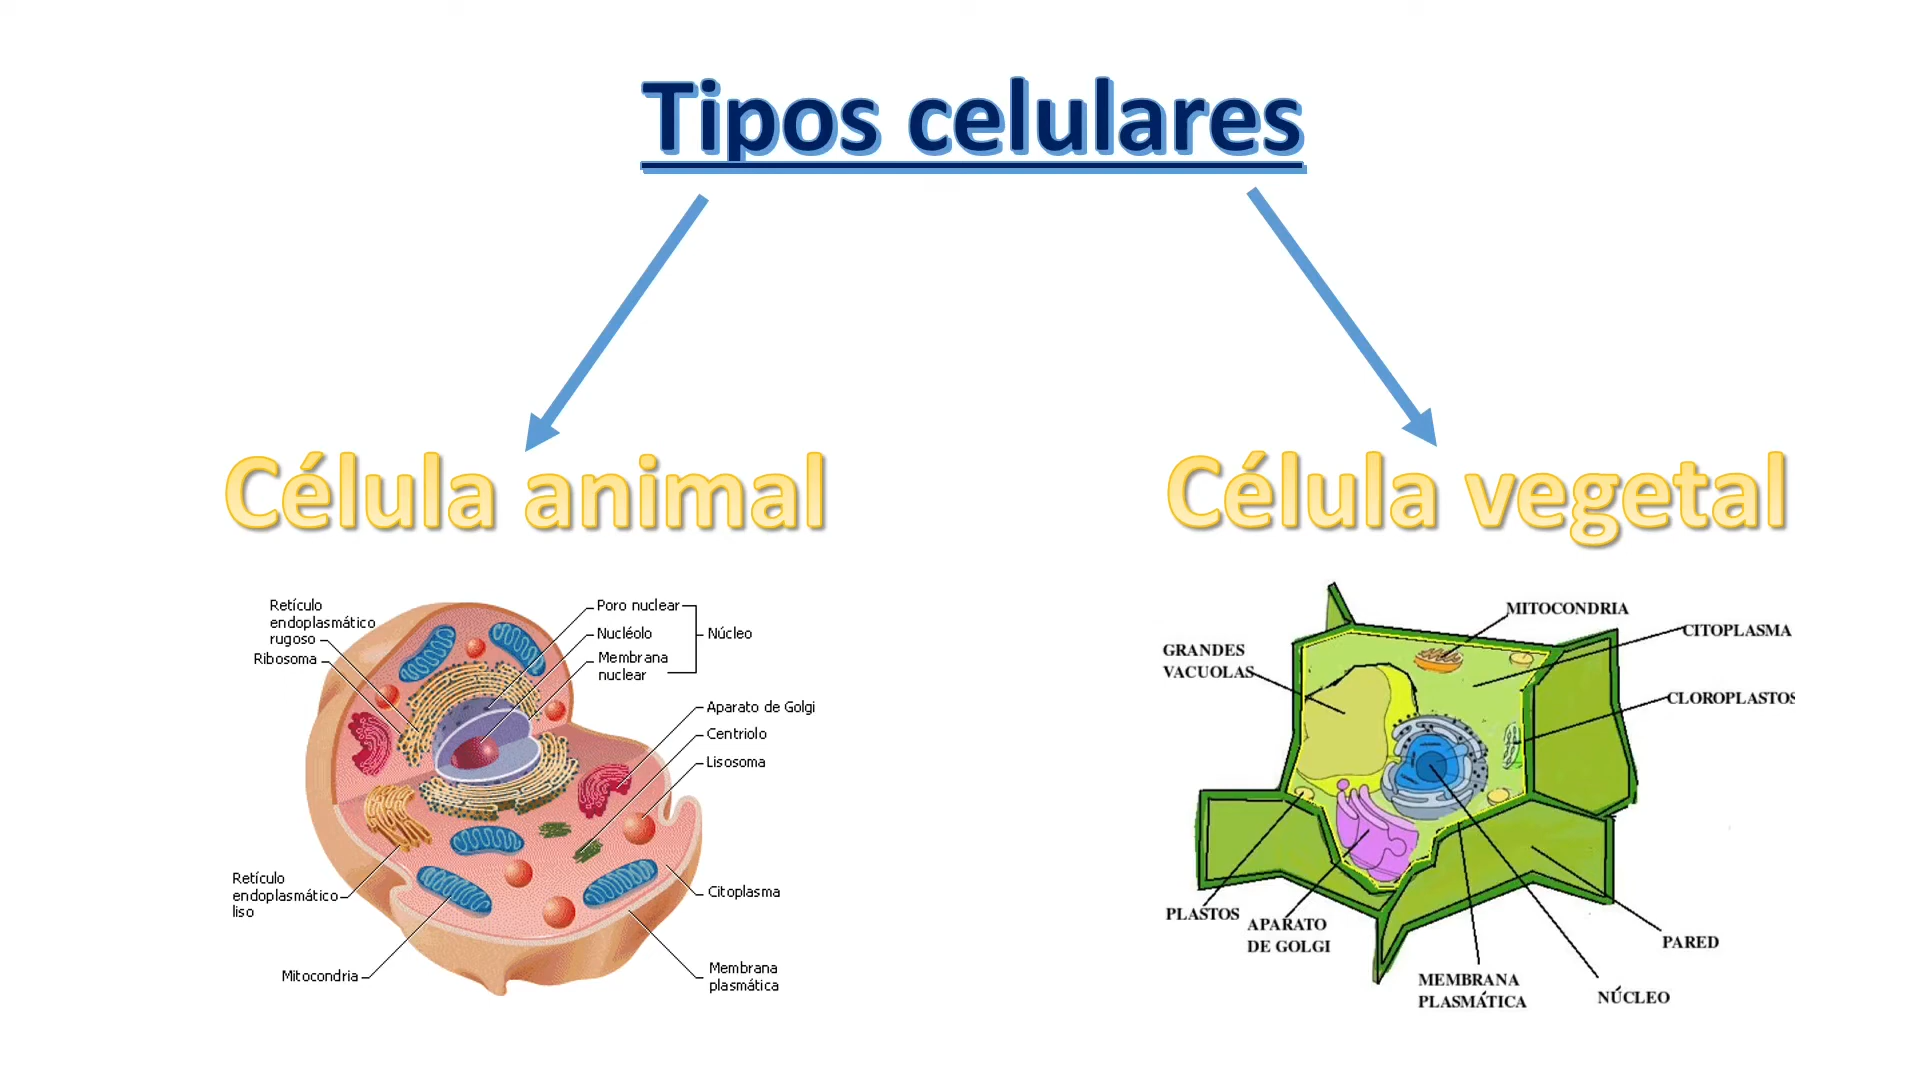 Tipos celulares
Célula animal
Célula vegetal
Retículo
endoplasmático
rugoso
Ribosoma
Poro nuclear
Nucléolo
Núcleo
Membrana
nuclear
Aparato de Golgi
Centriolo
Lisosoma
Retículo
endoplasmático
liso
Citoplasma
Mitocondria
Membrana
plasmática
MITOCONDRIA
CITOPLASMA
GRANDES
VACUOLAS
CLOROPLASTOS
PLASTOS
APARATO
DE GOLGI
PARED
MEMBRANA
PLASMÁTICA
NÚCLEO